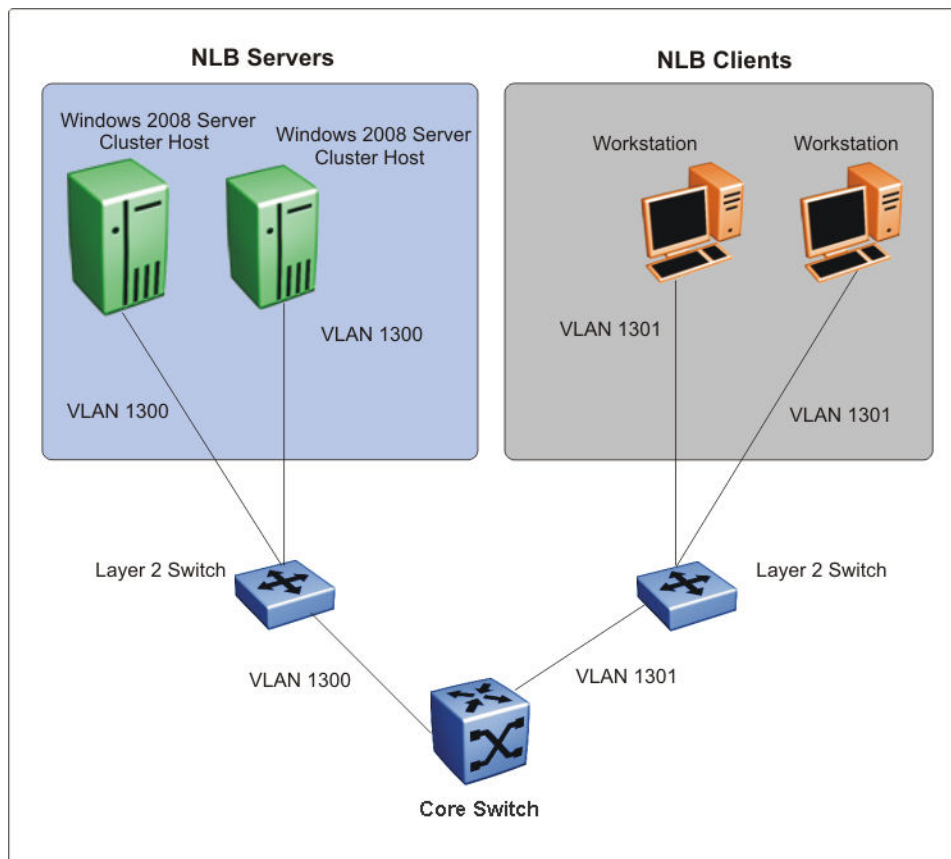 NLB Servers
NLB Clients
Windows 2008 Server
Cluster Host
Windows 2008 Server
Cluster Host
Workstation
Workstation
VLAN 1300
VLAN 1301
VLAN 1300
VLAN 1301
Layer 2 Switch
Layer 2 Switch
VLAN 1300
VLAN 1301
Core Switch